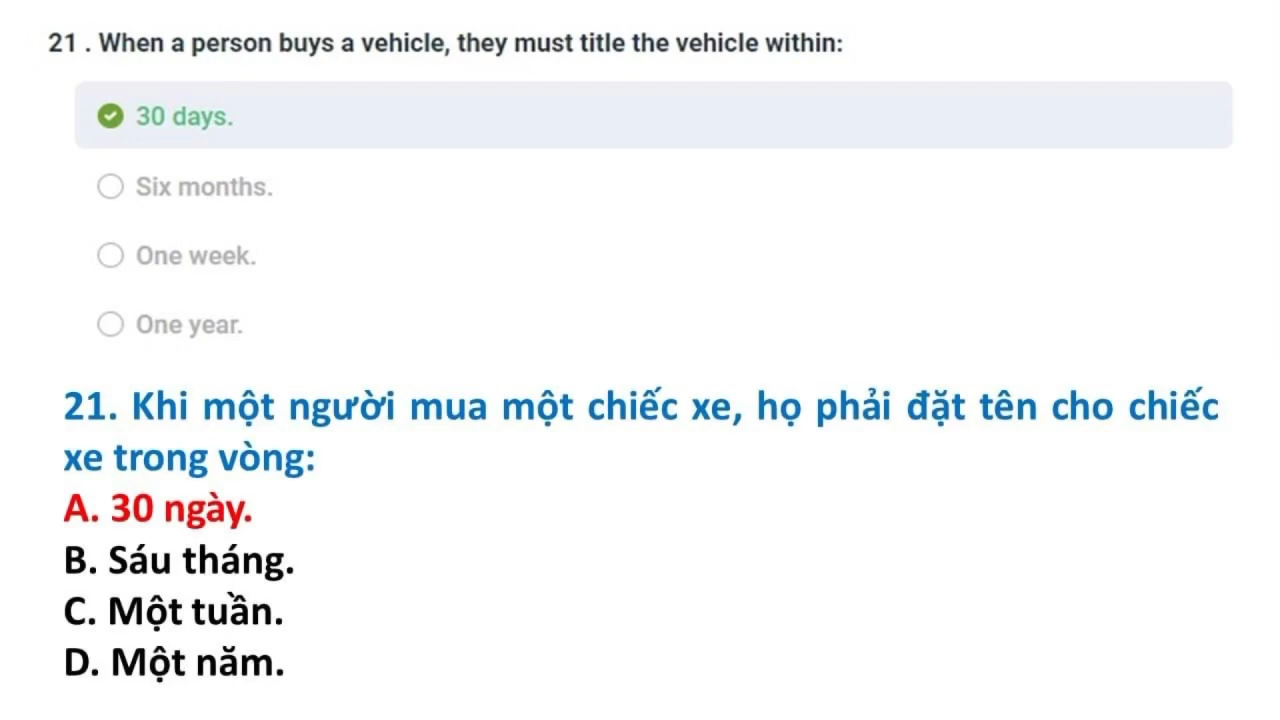 21 . When a person buys a vehicle, they must title the vehicle within:
30 days.
Six months.
One week.
One year.
21. Khi một người mua một chiếc xe, họ phải đặt tên cho chiếc
xe trong vòng:
A. 30 ngày.
B. Sáu tháng.
C. Một tuần.
D. Một năm.